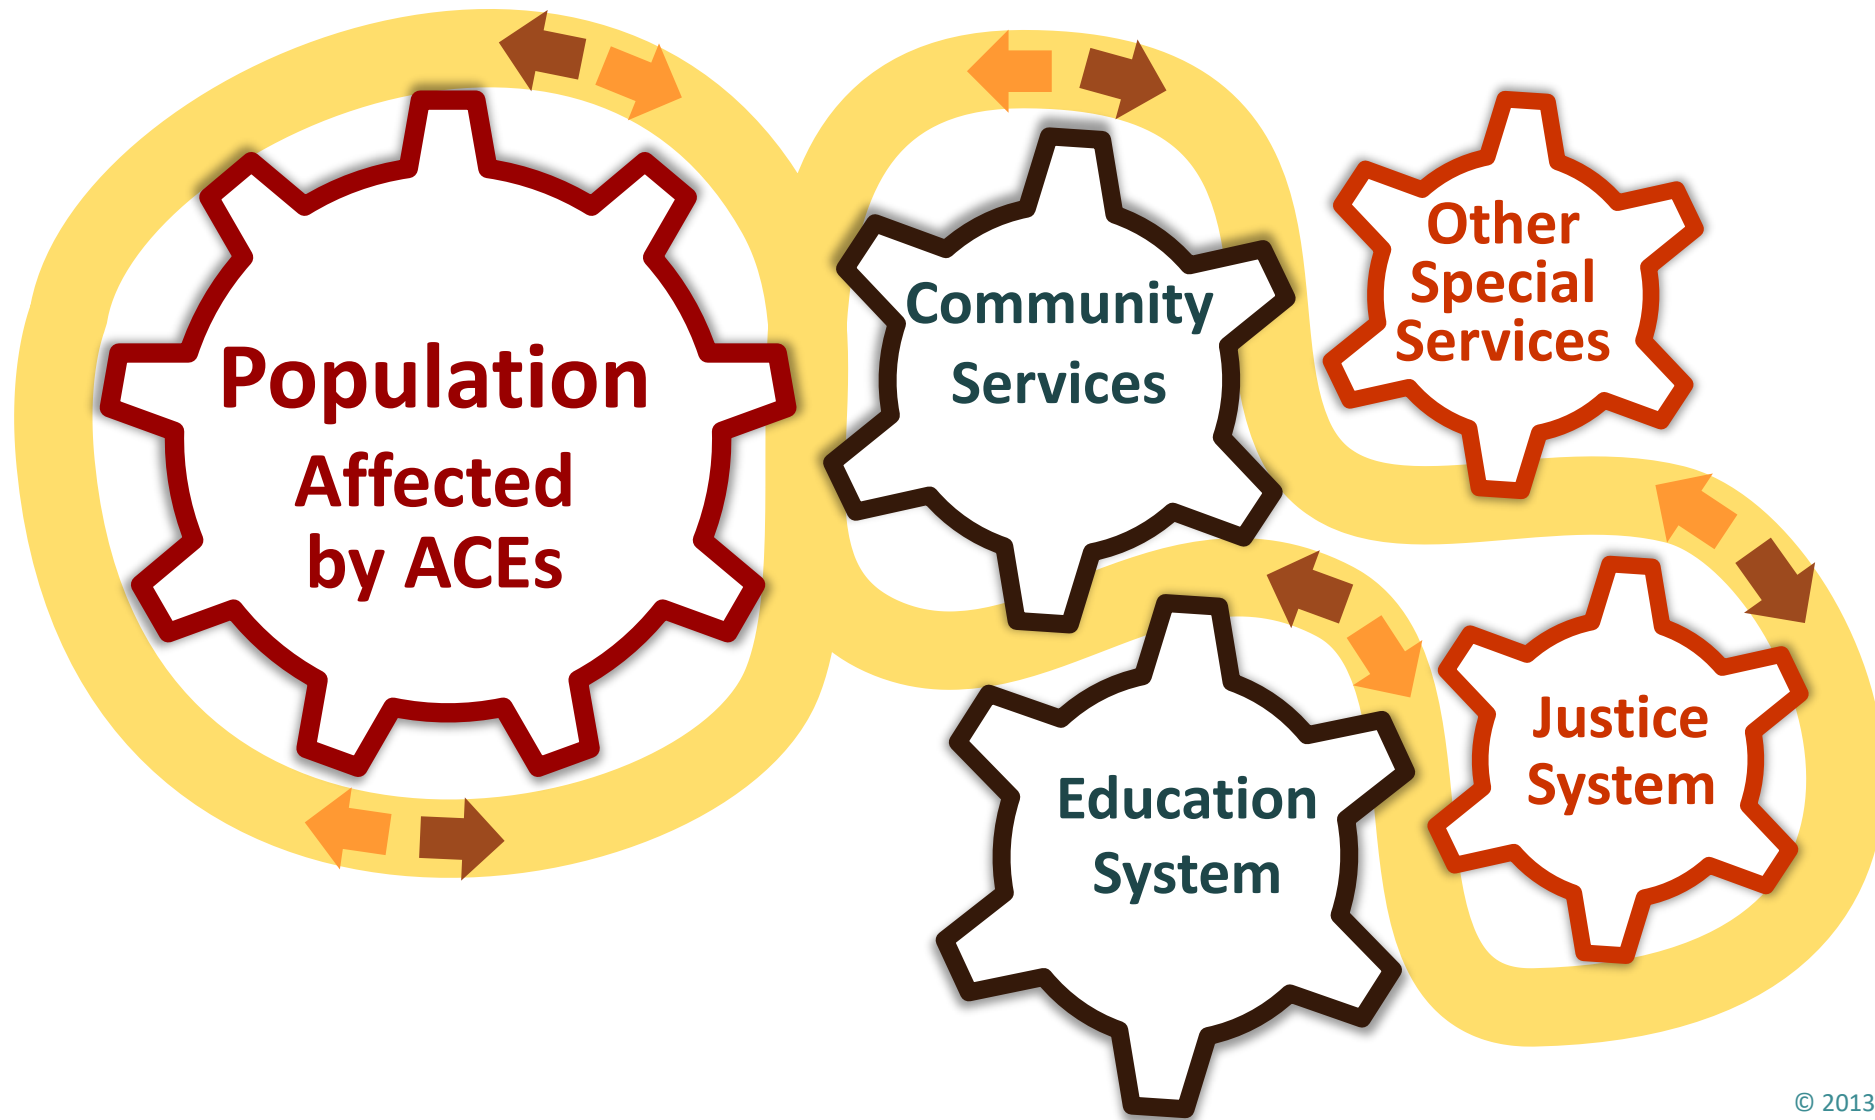 Population
Affected
by ACEs
Community
Services
Other
Special
Services
Education
System
Justice
System
© 2013